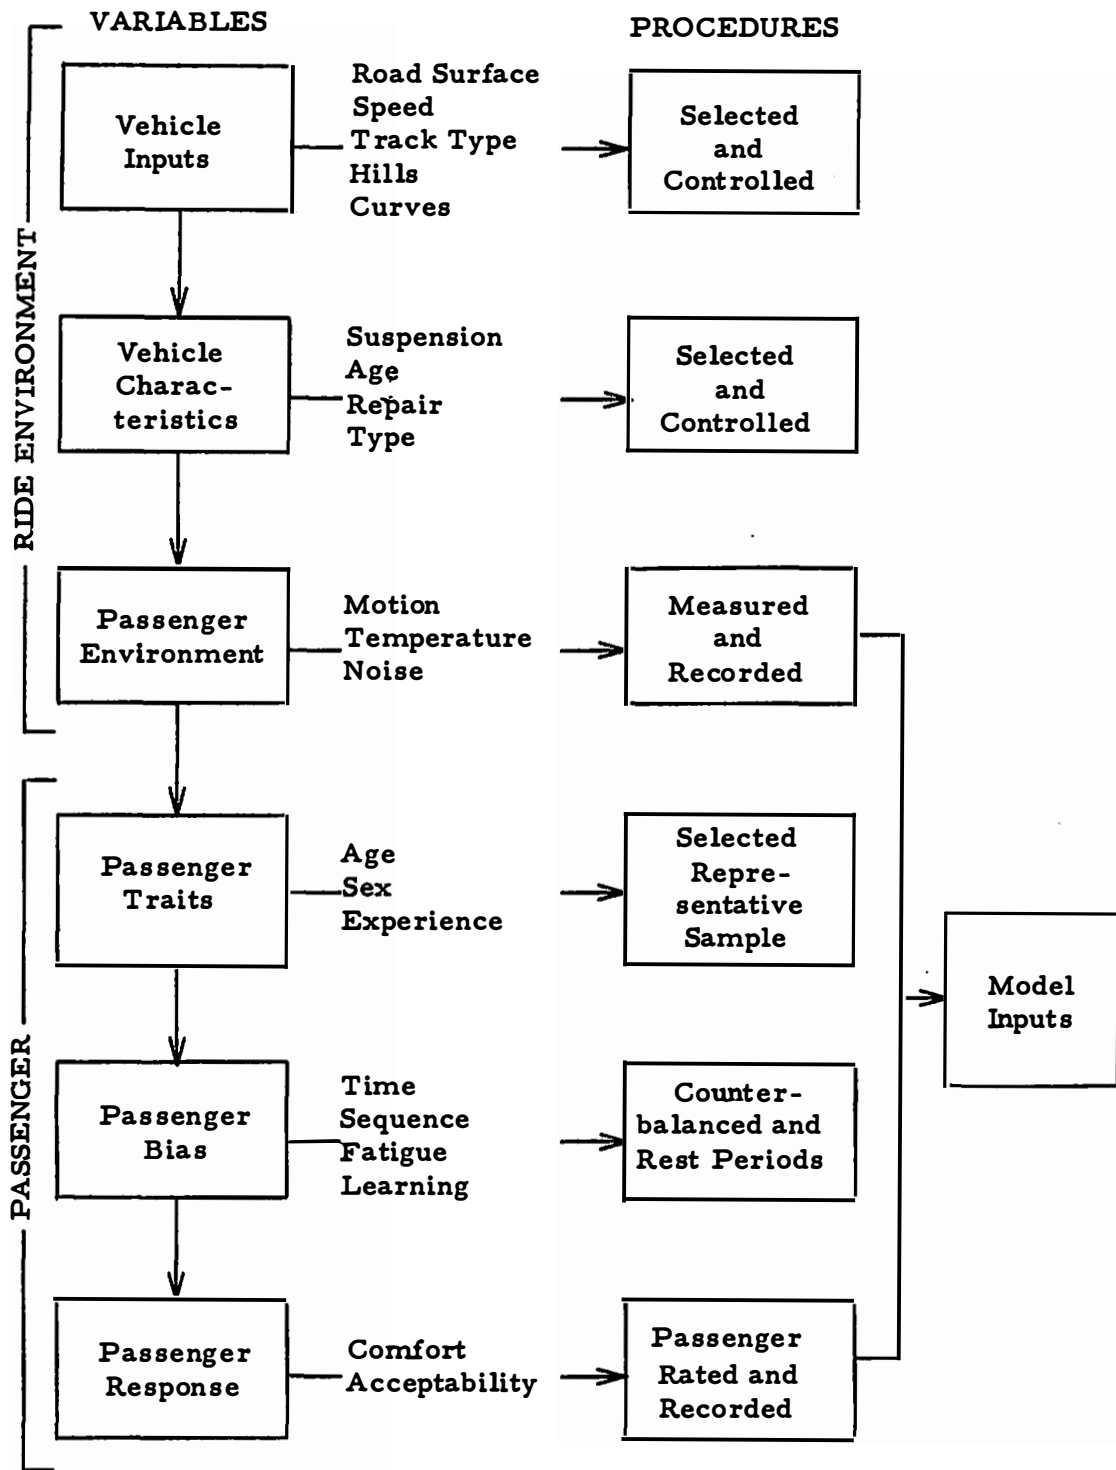 VARIABLES
PROCEDURES
RIDE ENVIRONMENT
Vehicle
Inputs
Road Surface
Speed
Track Type
Hills
Curves
Selected
and
Controlled
Vehicle
Charac-
teristics
Suspension
Age
Repair
Type
Selected
and
Controlled
Passenger
Environment
Motion
Temperature
Noise
Measured
and
Recorded
PASSENGER
Passenger
Traits
Age
Sex
Experience
Selected
Repre-
sentative
Sample
Model
Inputs
Passenger
Bias
Time
Sequence
Fatigue
Learning
Counter-
balanced and
Rest Periods
Passenger
Response
Comfort
Acceptability
Passenger
Rated and
Recorded